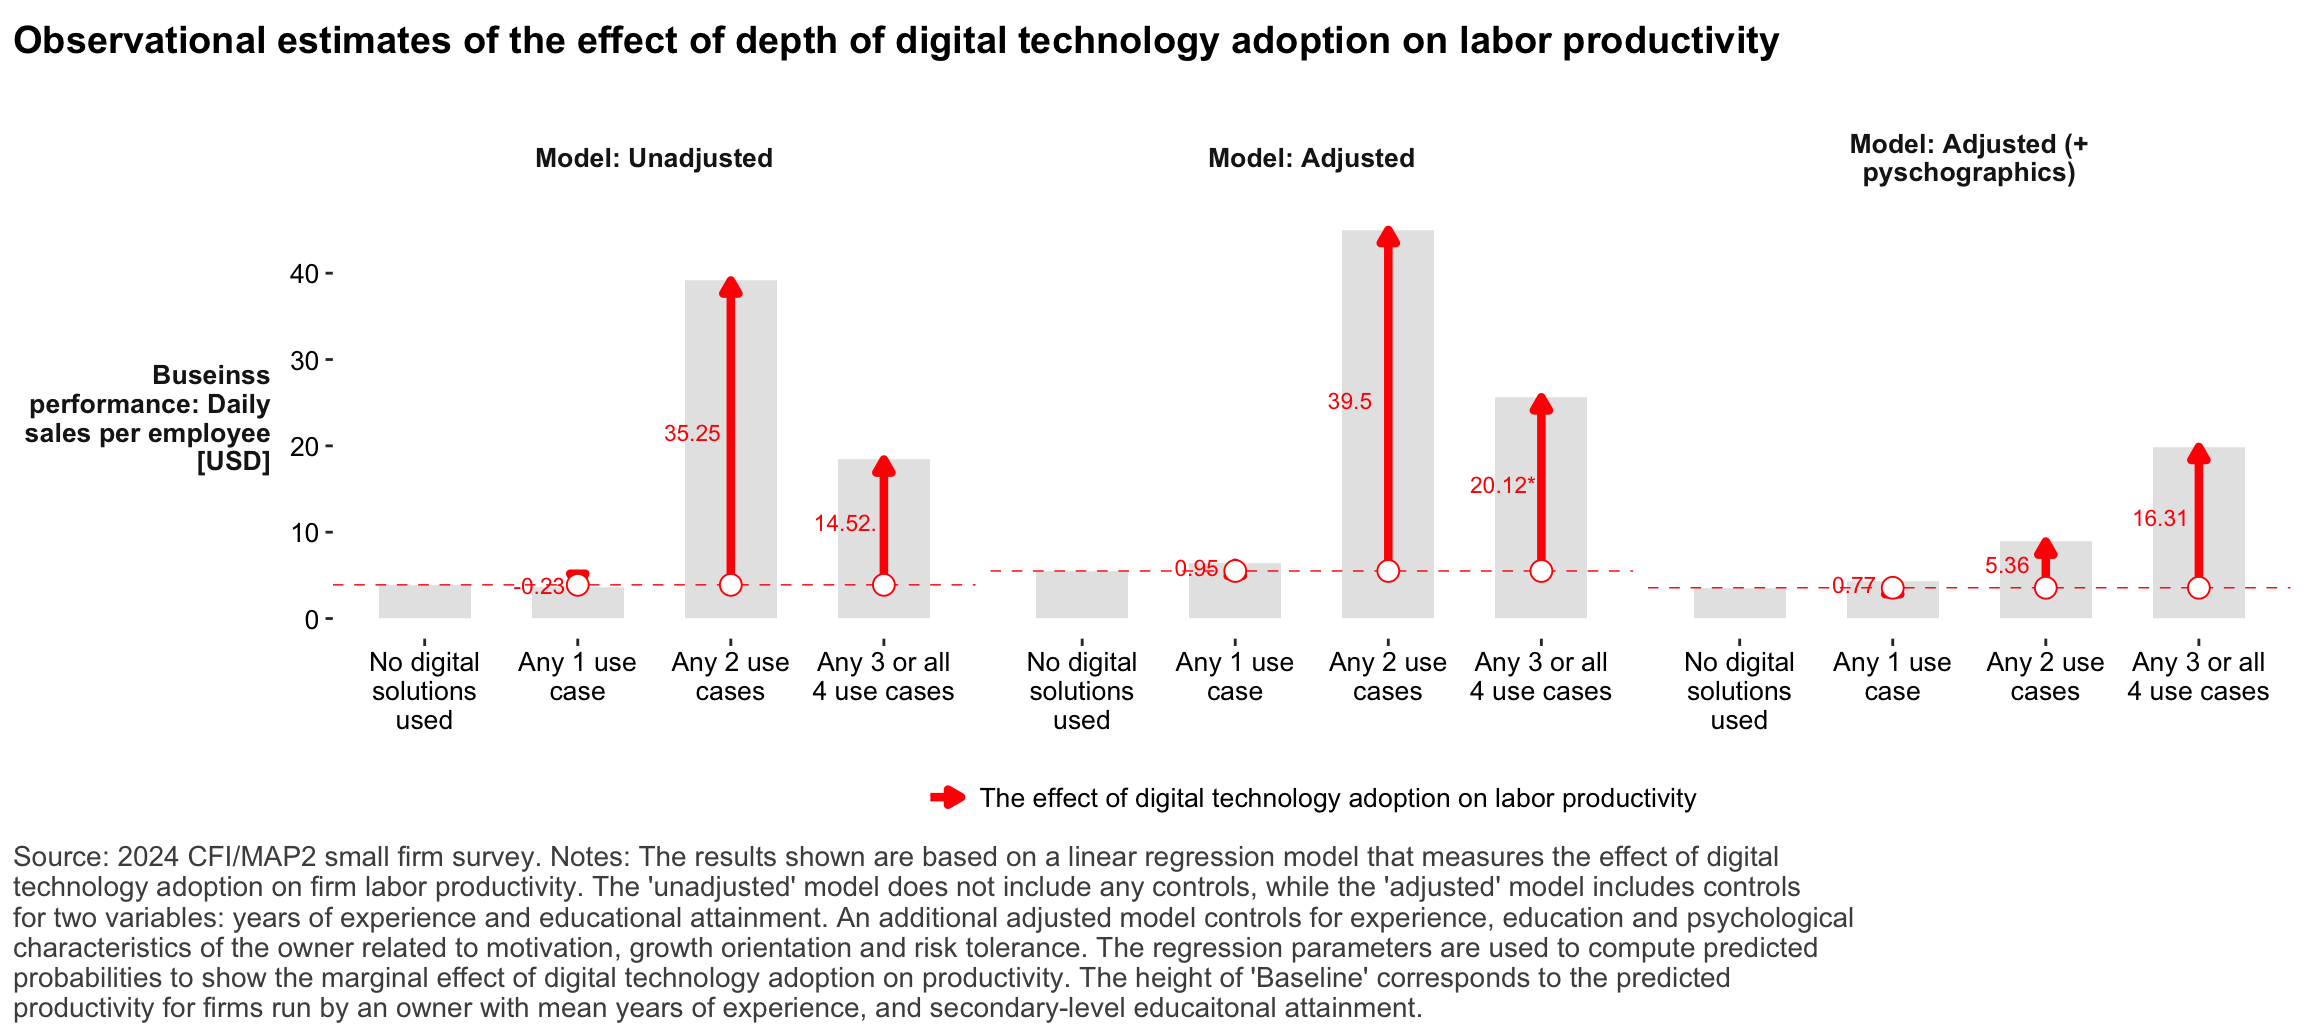 Observational estimates of the effect of depth of digital technology adoption on labor productivity
Model: Unadjusted
Model: Adjusted
Model: Adjusted (+
pyschographics)
Buseinss
performance: Daily
sales per employee
[USD]
40
30
20
10
0
-0.23
35.25
14.52.
0.95
39.5
20.12*
0.77
5.36
16.31
No digital
solutions
used
Any 1 use
case
Any 2 use
cases
Any 3 or all
4 use cases
No digital
solutions
used
Any 1 use
case
Any 2 use
cases
Any 3 or all
4 use cases
No digital
solutions
used
Any 1 use
case
Any 2 use
cases
Any 3 or all
4 use cases
The effect of digital technology adoption on labor productivity
Source: 2024 CFI/MAP2 small firm survey. Notes: The results shown are based on a linear regression model that measures the effect of digital
technology adoption on firm labor productivity. The 'unadjusted' model does not include any controls, while the 'adjusted' model includes controls
for two variables: years of experience and educational attainment. An additional adjusted model controls for experience, education and psychological
characteristics of the owner related to motivation, growth orientation and risk tolerance. The regression parameters are used to compute predicted
probabilities to show the marginal effect of digital technology adoption on productivity. The height of 'Baseline' corresponds to the predicted
productivity for firms run by an owner with mean years of experience, and secondary-level educaitonal attainment.